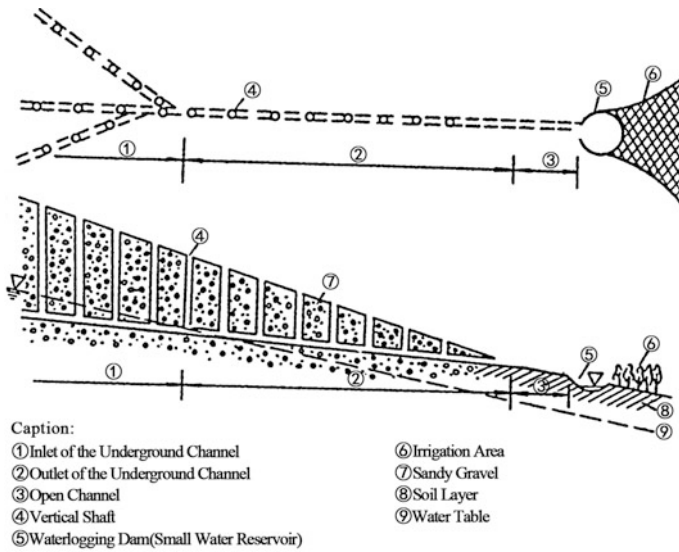 ④
⑤
⑥
①
②
③
④
⑦
①
②
③
⑤
⑥
⑧
⑨
Caption:
①Inlet of the Underground Channel
②Outlet of the Underground Channel
③Open Channel
④Vertical Shaft
⑤Waterlogging Dam(Small Water Reservoir)
⑥Irrigation Area
⑦Sandy Gravel
⑧Soil Layer
⑨Water Table